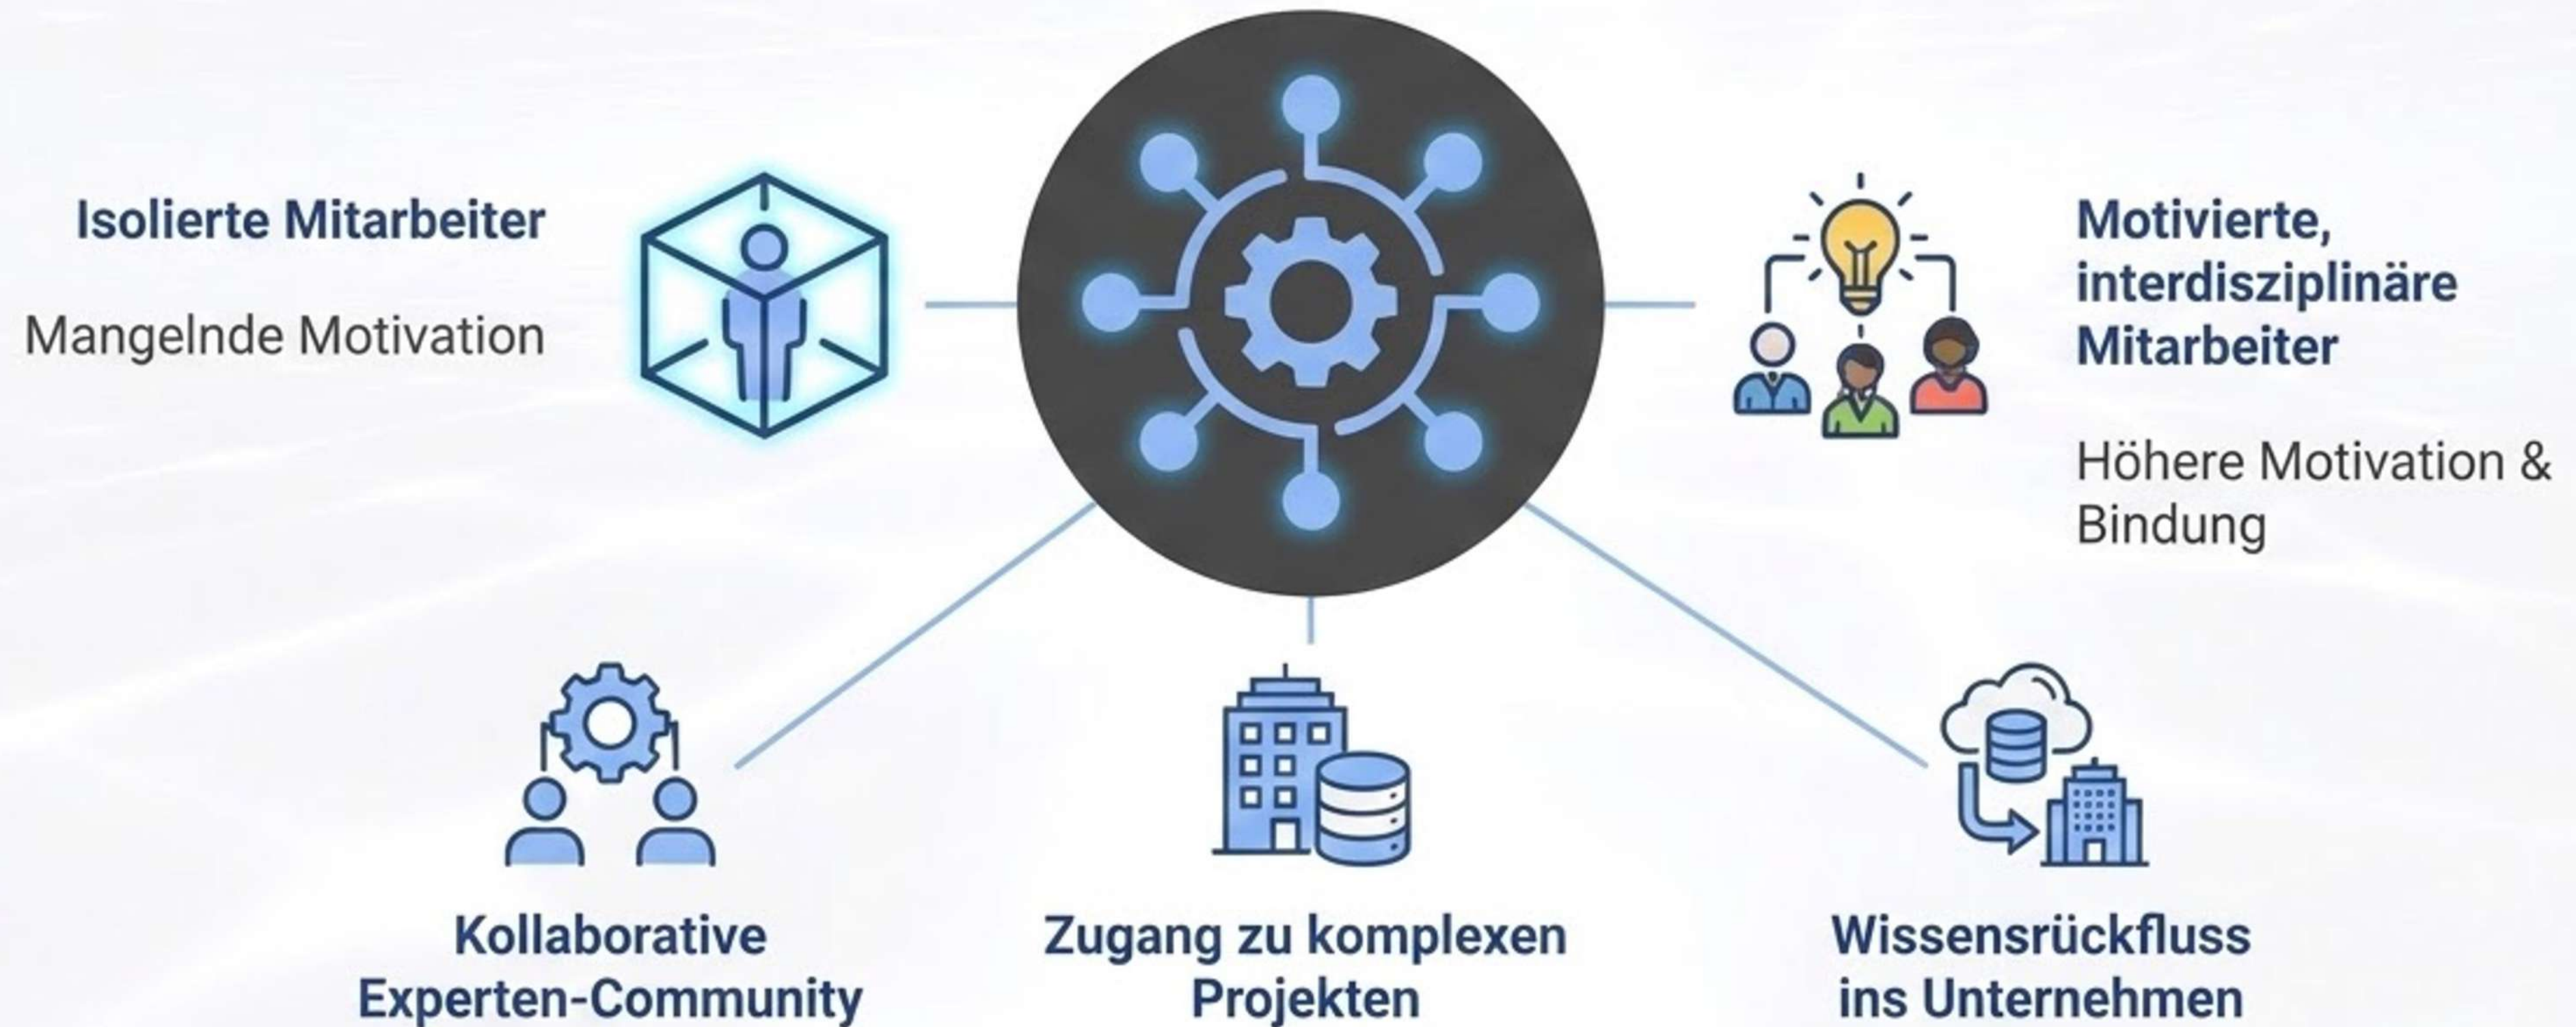 Isolierte Mitarbeiter
Mangelnde Motivation
Motivierte,
interdisziplinäre
Mitarbeiter
Höhere Motivation &
Bindung
Kollaborative
Experten-Community
Zugang zu komplexen
Projekten
Wissensrückfluss
ins Unternehmen